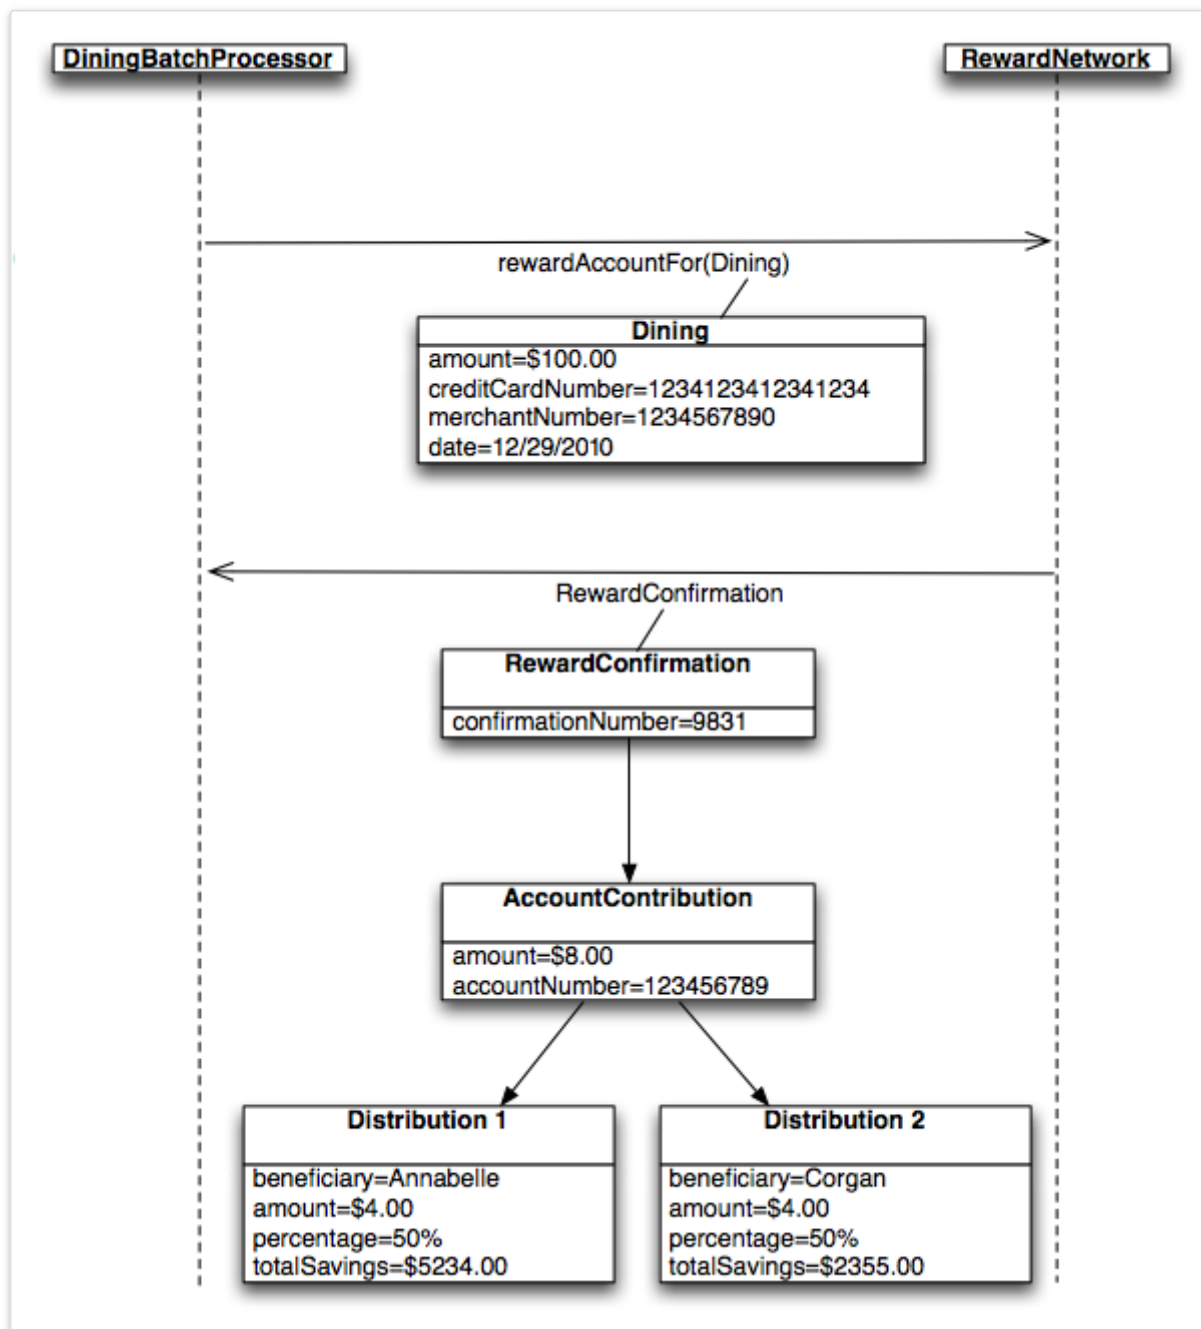 DiningBatchProcessor
RewardNetwork
rewardAccountFor(Dining)
Dining
amount=$100.00
creditCardNumber=1234123412341234
merchantNumber=1234567890
date=12/29/2010
RewardConfirmation
RewardConfirmation
confirmationNumber=9831
AccountContribution
amount=$8.00
accountNumber=123456789
Distribution 1
beneficiary=Annabelle
amount=$4.00
percentage=50%
totalSavings=$5234.00
Distribution 2
beneficiary=Corgan
amount=$4.00
percentage=50%
totalSavings=$2355.00